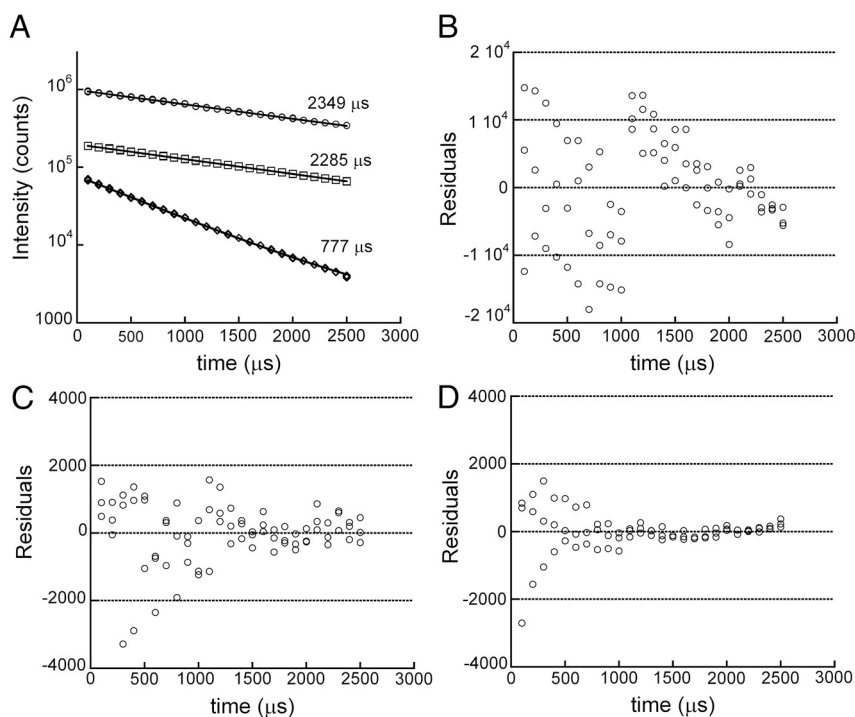 A
Intensity (counts)
10^6
10^5
10^4
1000
2349 μs
2285 μs
777 μs
0 500 1000 1500 2000 2500 3000
time (μs)
B
Residuals
2 10^4
1 10^4
0
-1 10^4
-2 10^4
0 500 1000 1500 2000 2500 3000
time (μs)
C
Residuals
4000
2000
0
-2000
-4000
0 500 1000 1500 2000 2500 3000
time (μs)
D
Residuals
4000
2000
0
-2000
-4000
0 500 1000 1500 2000 2500 3000
time (μs)